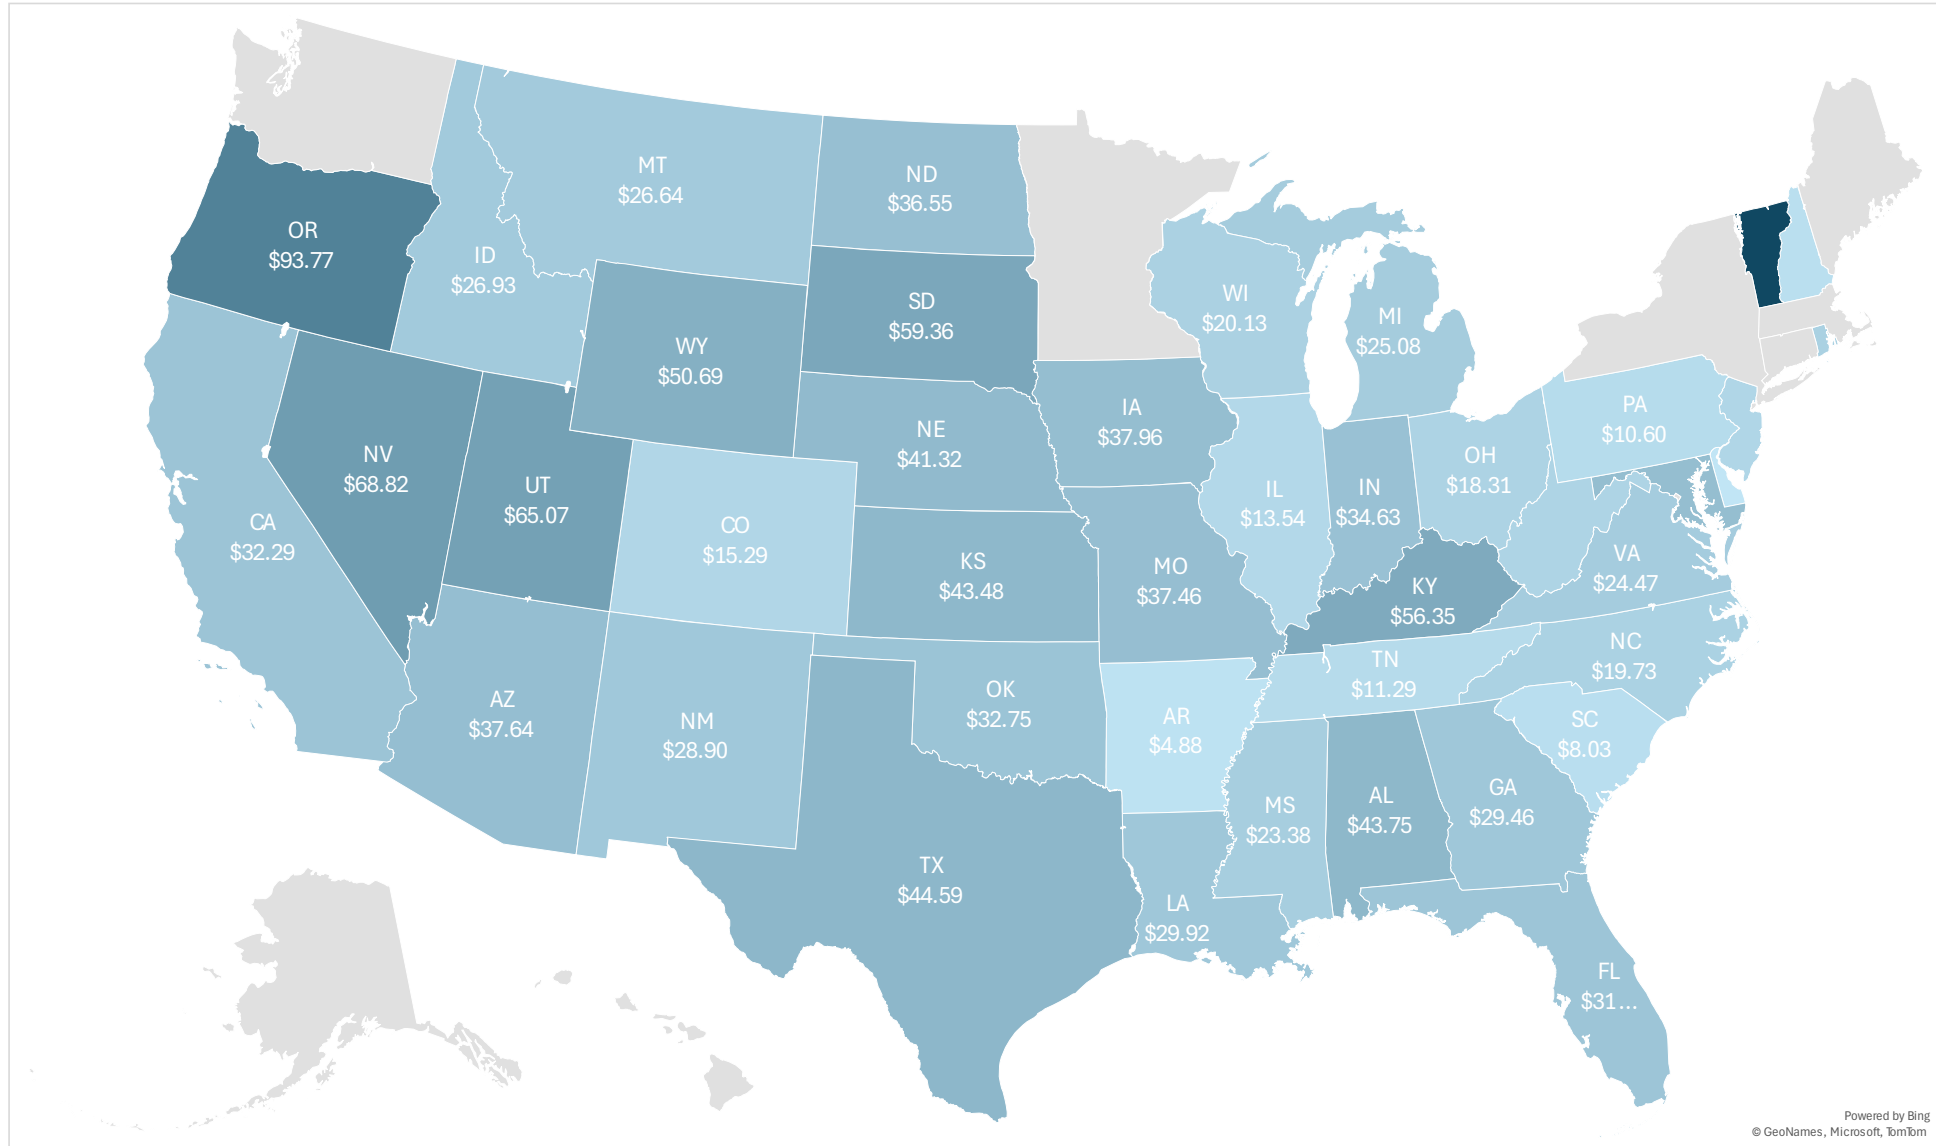 MT
$26.64
ND
$36.55
OR
$93.77
ID
$26.93
SD
$59.36
WI
$20.13
MI
$25.08
WY
$50.69
IA
$37.96
PA
$10.60
NE
$41.32
NV
$68.82
UT
$65.07
OH
$18.31
IL
$13.54
IN
$34.63
CA
$32.29
CO
$15.29
KS
$43.48
MO
$37.46
VA
$24.47
KY
$56.35
NC
$19.73
TN
$11.29
AZ
$37.64
NM
$28.90
OK
$32.75
AR
$4.88
SC
$8.03
MS
$23.38
AL
$43.75
GA
$29.46
TX
$44.59
LA
$29.92
FL
$31...
Powered by Bing
© GeoNames, Microsoft, TomTom